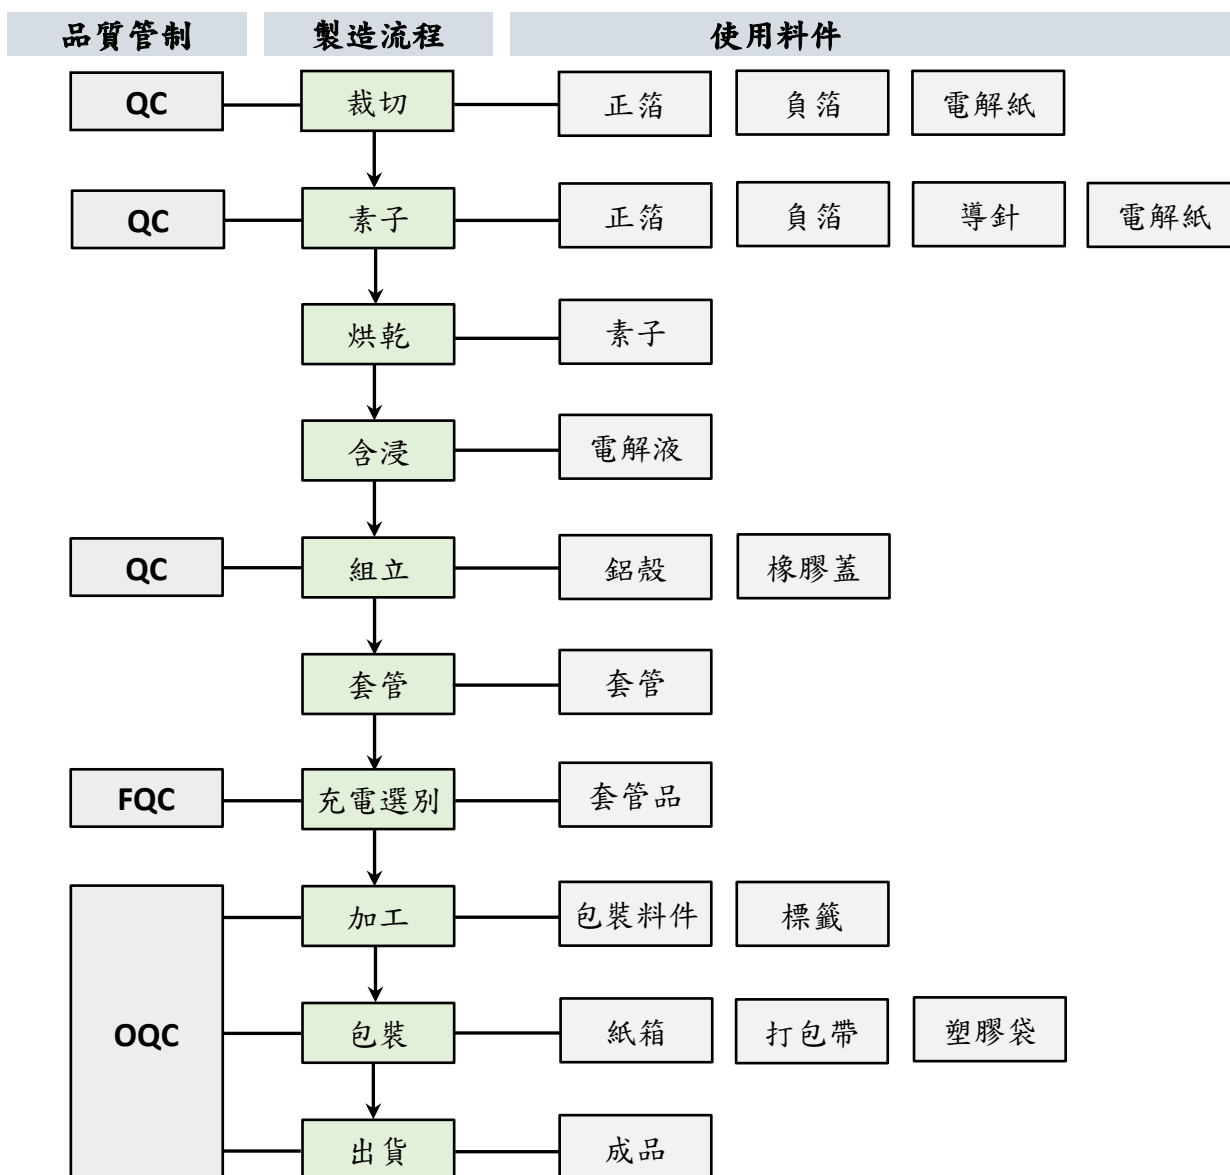 品質管制 製造流程 使用料件
QC 裁切 正箔 負箔 電解紙
QC 素子 正箔 負箔 導針 電解紙
烘乾 素子
含浸 電解液
QC 組立 鋁殼 橡膠蓋
套管 套管
FQC 充電選別 套管品
加工 包裝料件 標籤
OQC 包裝 紙箱 打包帶 塑膠袋
出貨 成品